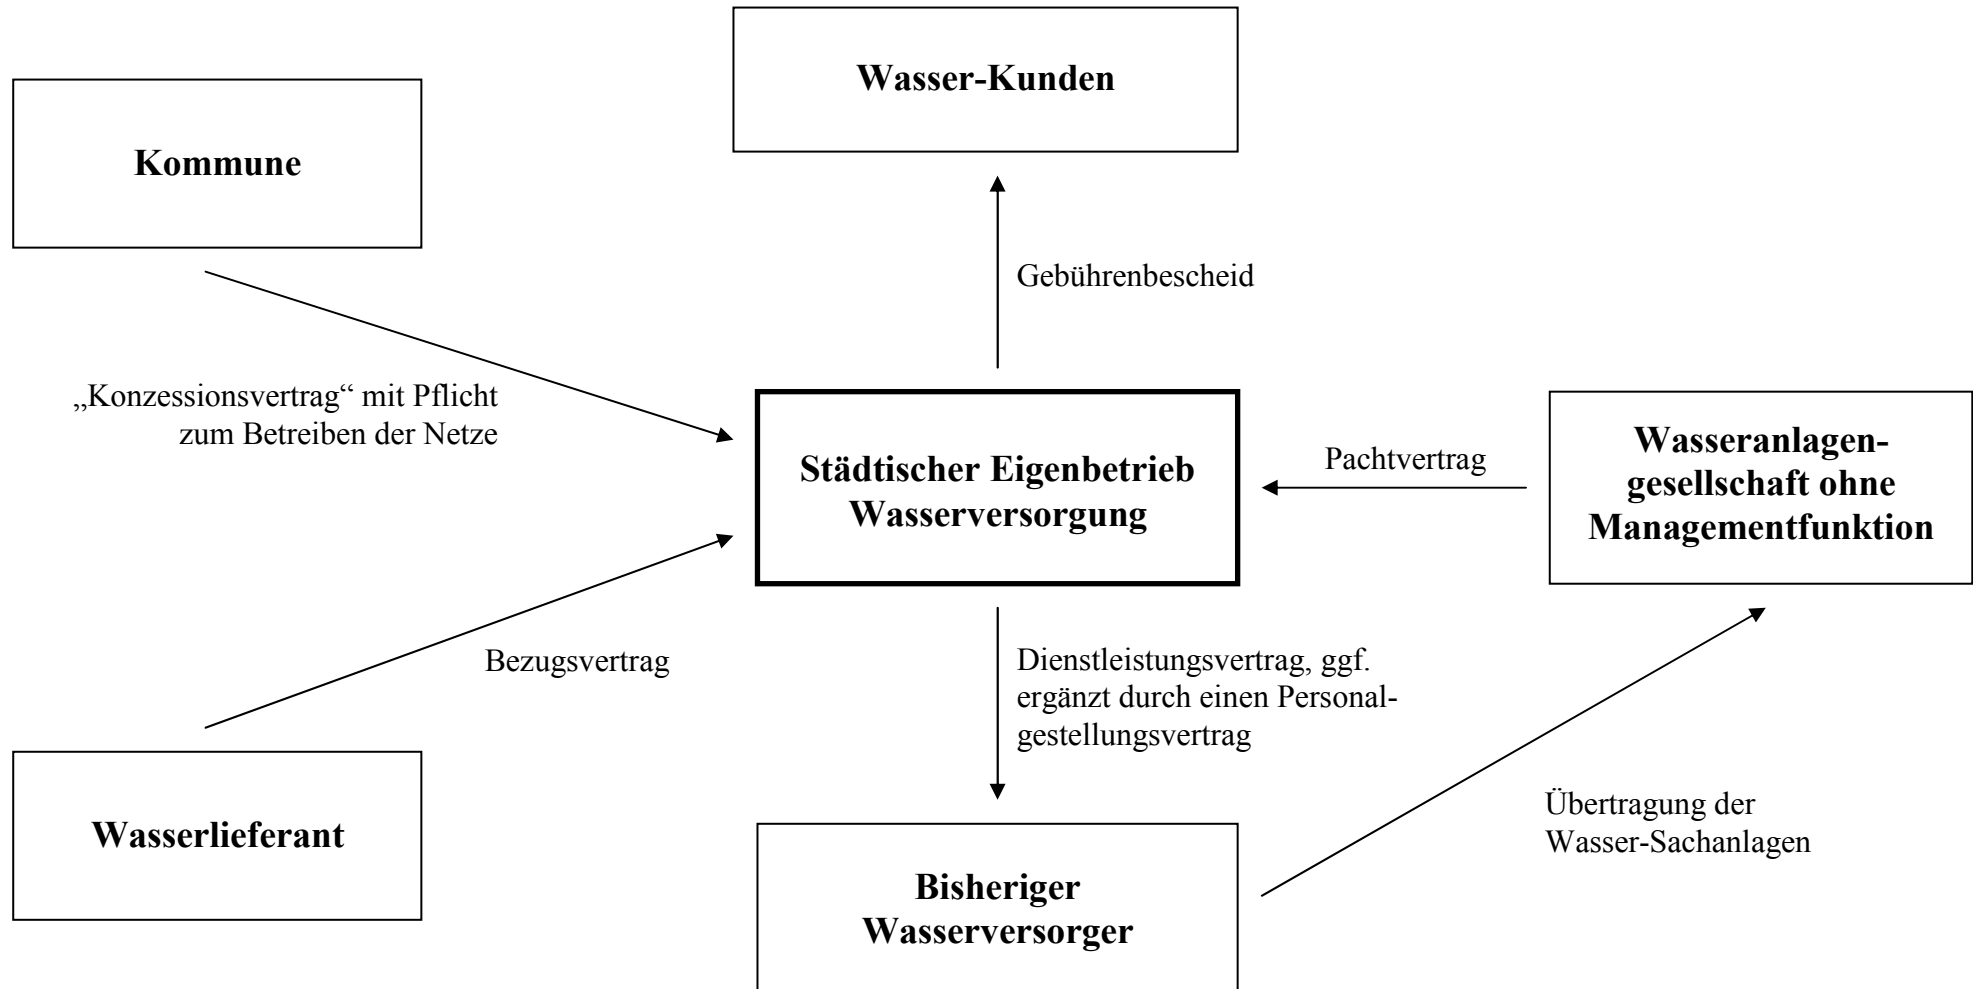 Wasser-Kunden
Kommune
Gebührenbescheid
„Konzessionsvertrag“ mit Pflicht
zum Betreiben der Netze
Städtischer Eigenbetrieb
Wasserversorgung
Pachtvertrag
Wasseranlagen-
gesellschaft ohne
Managementfunktion
Bezugsvertrag
Dienstleistungsvertrag, ggf.
ergänzt durch einen Personal-
gestellungsvertrag
Wasserlieferant
Übertragung der
Wasser-Sachanlagen
Bisheriger
Wasserversorger